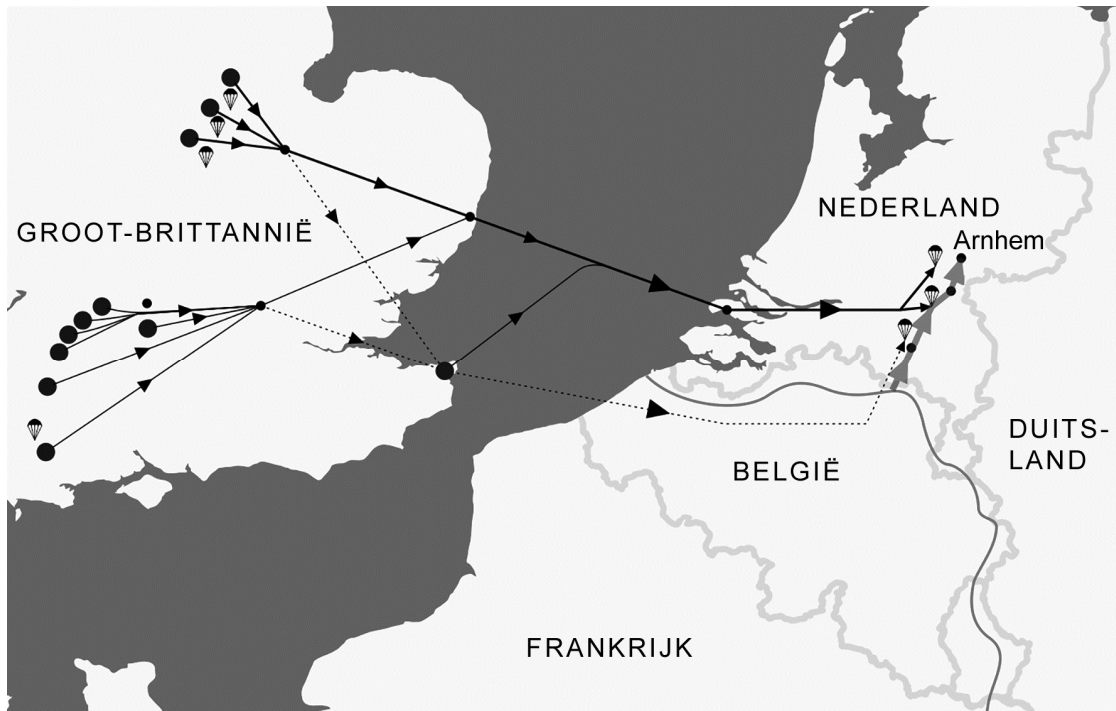 NEDERLAND
GROOT-BRITTANNIË
Arnhem
DUITS-
LAND
BELGIË
FRANKRIJK